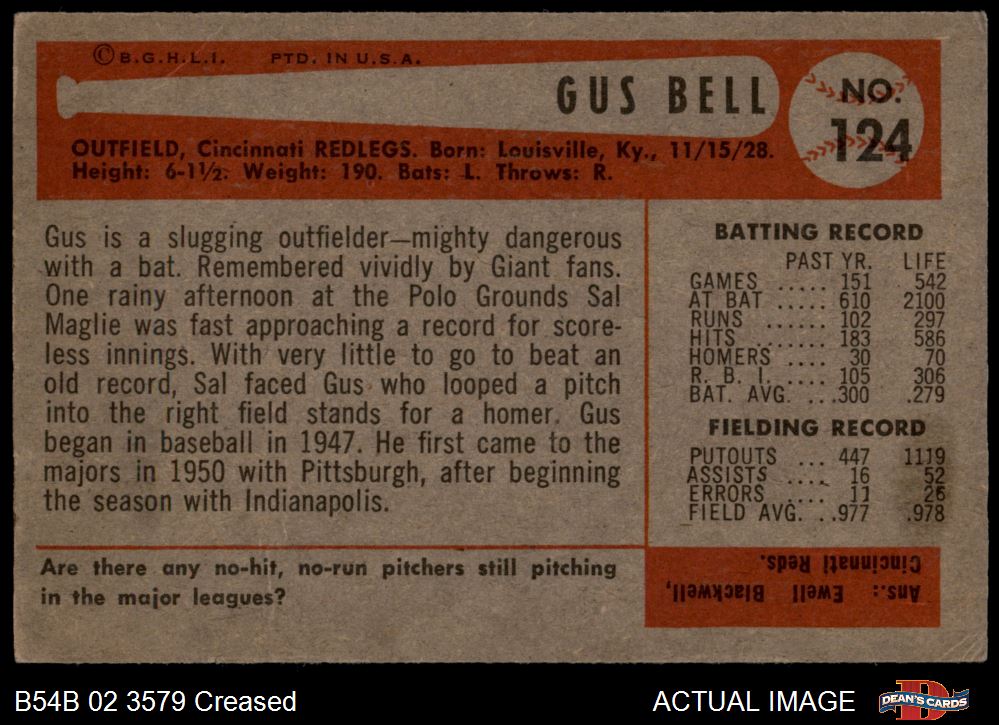 © B.G.H.L.I. PTD. IN U.S.A.
GUS BELL
NO.
124
OUTFIELD, Cincinnati REDLEGS. Born: Louisville, Ky., 11/15/28.
Height: 6-1½. Weight: 190. Bats: L. Throws: R.
Gus is a slugging outfielder—mighty dangerous
with a bat. Remembered vividly by Giant fans.
One rainy afternoon at the Polo Grounds Sal
Maglie was fast approaching a record for score-
less innings. With very little to go to beat an
old record, Sal faced Gus who looped a pitch
into the right field stands for a homer. Gus
began in baseball in 1947. He first came to the
majors in 1950 with Pittsburgh, after beginning
the season with Indianapolis.
BATTING RECORD
PAST YR. LIFE
GAMES ..... 151 542
AT BAT ..... 610 2100
RUNS ...... 102 297
HITS ....... 183 586
HOMERS .... 30 70
R. B. I. .... 105 306
BAT. AVG. ...300 .279
FIELDING RECORD
PUTOUTS ... 447 1119
ASSISTS .... 16 52
ERRORS .... 11 26
FIELD AVG. ..977 .978
Are there any no-hit, no-run pitchers still pitching
in the major leagues?
Ans.: Ewell Blackwell,
Cincinnati Reds.
B54B 02 3579 Creased
ACTUAL IMAGE
DEAN'S CARDS